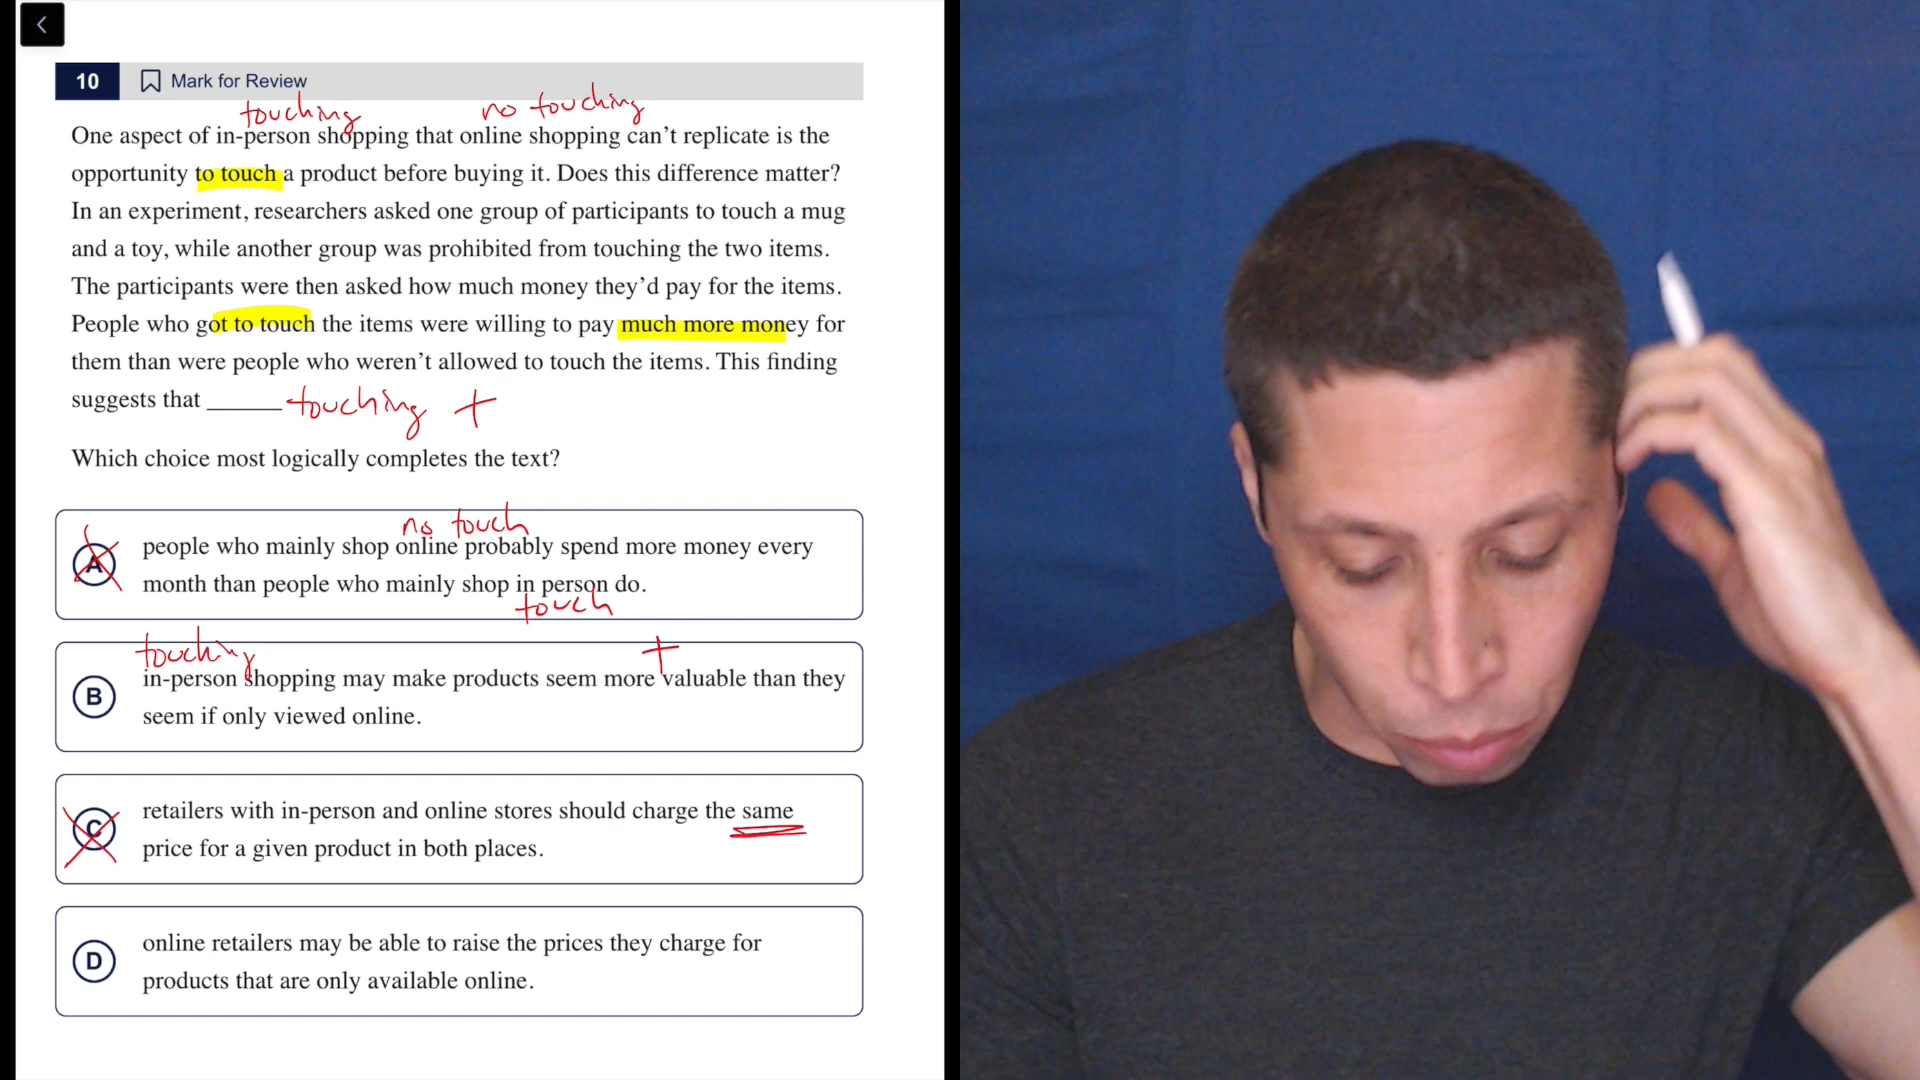 10 Mark for Review
touching no touching
One aspect of in-person shopping that online shopping can't replicate is the
opportunity to touch a product before buying it. Does this difference matter?
In an experiment, researchers asked one group of participants to touch a mug
and a toy, while another group was prohibited from touching the two items.
The participants were then asked how much money they'd pay for the items.
People who got to touch the items were willing to pay much more money for
them than were people who weren't allowed to touch the items. This finding
suggests that ______ touching +
Which choice most logically completes the text?
no touch
A people who mainly shop online probably spend more money every
month than people who mainly shop in person do.
touch
touching +
B in-person shopping may make products seem more valuable than they
seem if only viewed online.
C retailers with in-person and online stores should charge the same
price for a given product in both places.
D online retailers may be able to raise the prices they charge for
products that are only available online.